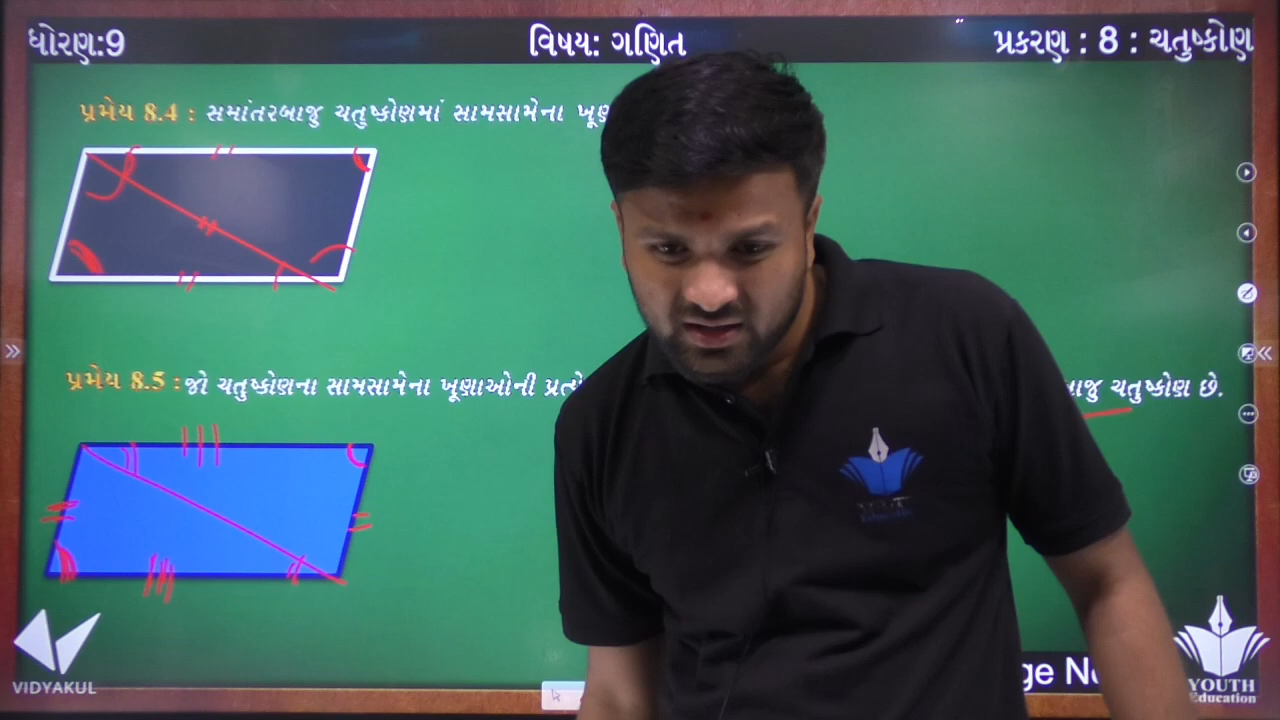 ધોરણ:9
વિષય: ગણિત
પ્રકરણ : 8 : ચતુષ્કોણ
પ્રમેય 8.4 : સમાંતરબાજુ ચતુષ્કોણમાં સામસામેના
પ્રમેય 8.5 : જો ચતુષ્કોણના સામસામેના ખૂણાઓની ચતુષ્કોણ છે.
VIDYAKUL
YOUTH
Education